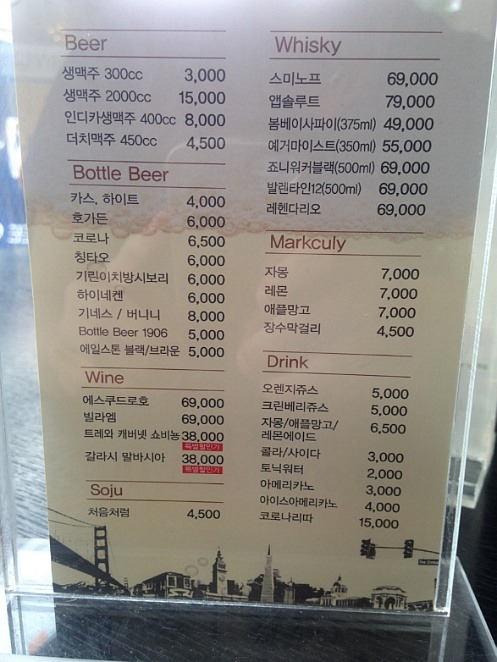 Beer
생맥주 300cc 3,000
생맥주 2000cc 15,000
인디카생맥주 400cc 8,000
더치맥주 450cc 4,500
Bottle Beer
카스, 하이트 4,000
호가든 6,000
코로나 6,500
칭타오 6,000
기린이치방시보리 6,000
하이네켄 6,000
기네스 / 버니니 8,000
Bottle Beer 1906 5,000
에일스톤 블랙/브라운 5,000
Wine
에스쿠드로호 69,000
빌라엠 69,000
트레와 캐버넷 쇼비뇽 38,000
특별할인가
갈라시 말바시아 38,000
특별할인가
Soju
처음처럼 4,500
Whisky
스미노프 69,000
앱솔루트 79,000
봄베이사파이(375ml) 49,000
예거마이스트(350ml) 55,000
죠니워커블랙(500ml) 69,000
발렌타인12(500ml) 69,000
레헨다리오 69,000
Markculy
자몽 7,000
레몬 7,000
애플망고 7,000
장수막걸리 4,500
Drink
오렌지쥬스 5,000
크린베리쥬스 5,000
자몽/애플망고/
레몬에이드 6,500
콜라/사이다 3,000
토닉워터 2,000
아메리카노 3,000
아이스아메리카노 4,000
코로나리따 15,000